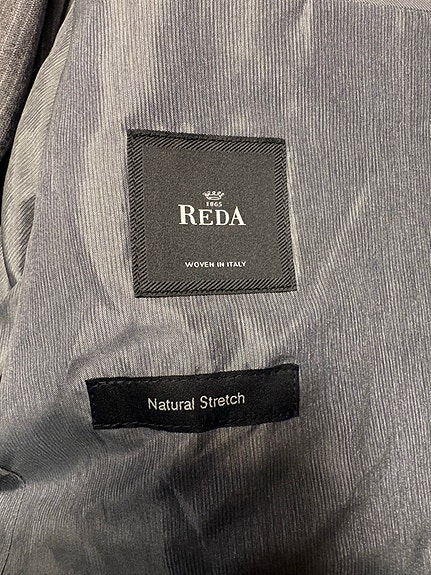 1865
REDA
WOVEN IN ITALY
Natural Stretch